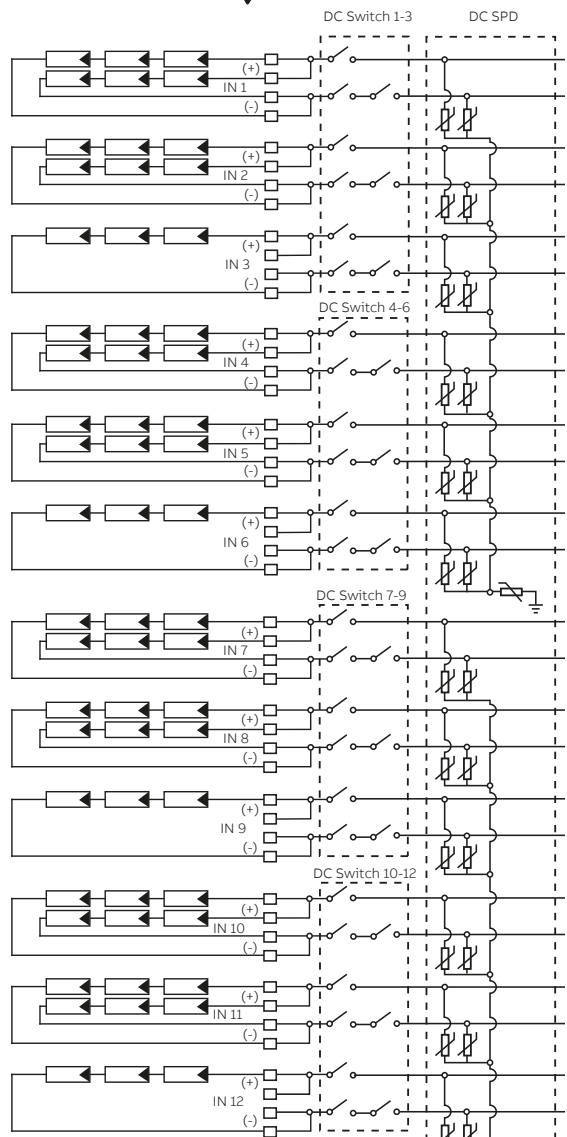 DC Switch 1-3
DC SPD
(+)
IN 1
(-)
(+)
IN 2
(-)
(+)
IN 3
(-)
DC Switch 4-6
(+)
IN 4
(-)
(+)
IN 5
(-)
(+)
IN 6
(-)
DC Switch 7-9
(+)
IN 7
(-)
(+)
IN 8
(-)
(+)
IN 9
(-)
DC Switch 10-12
(+)
IN 10
(-)
(+)
IN 11
(-)
(+)
IN 12
(-)